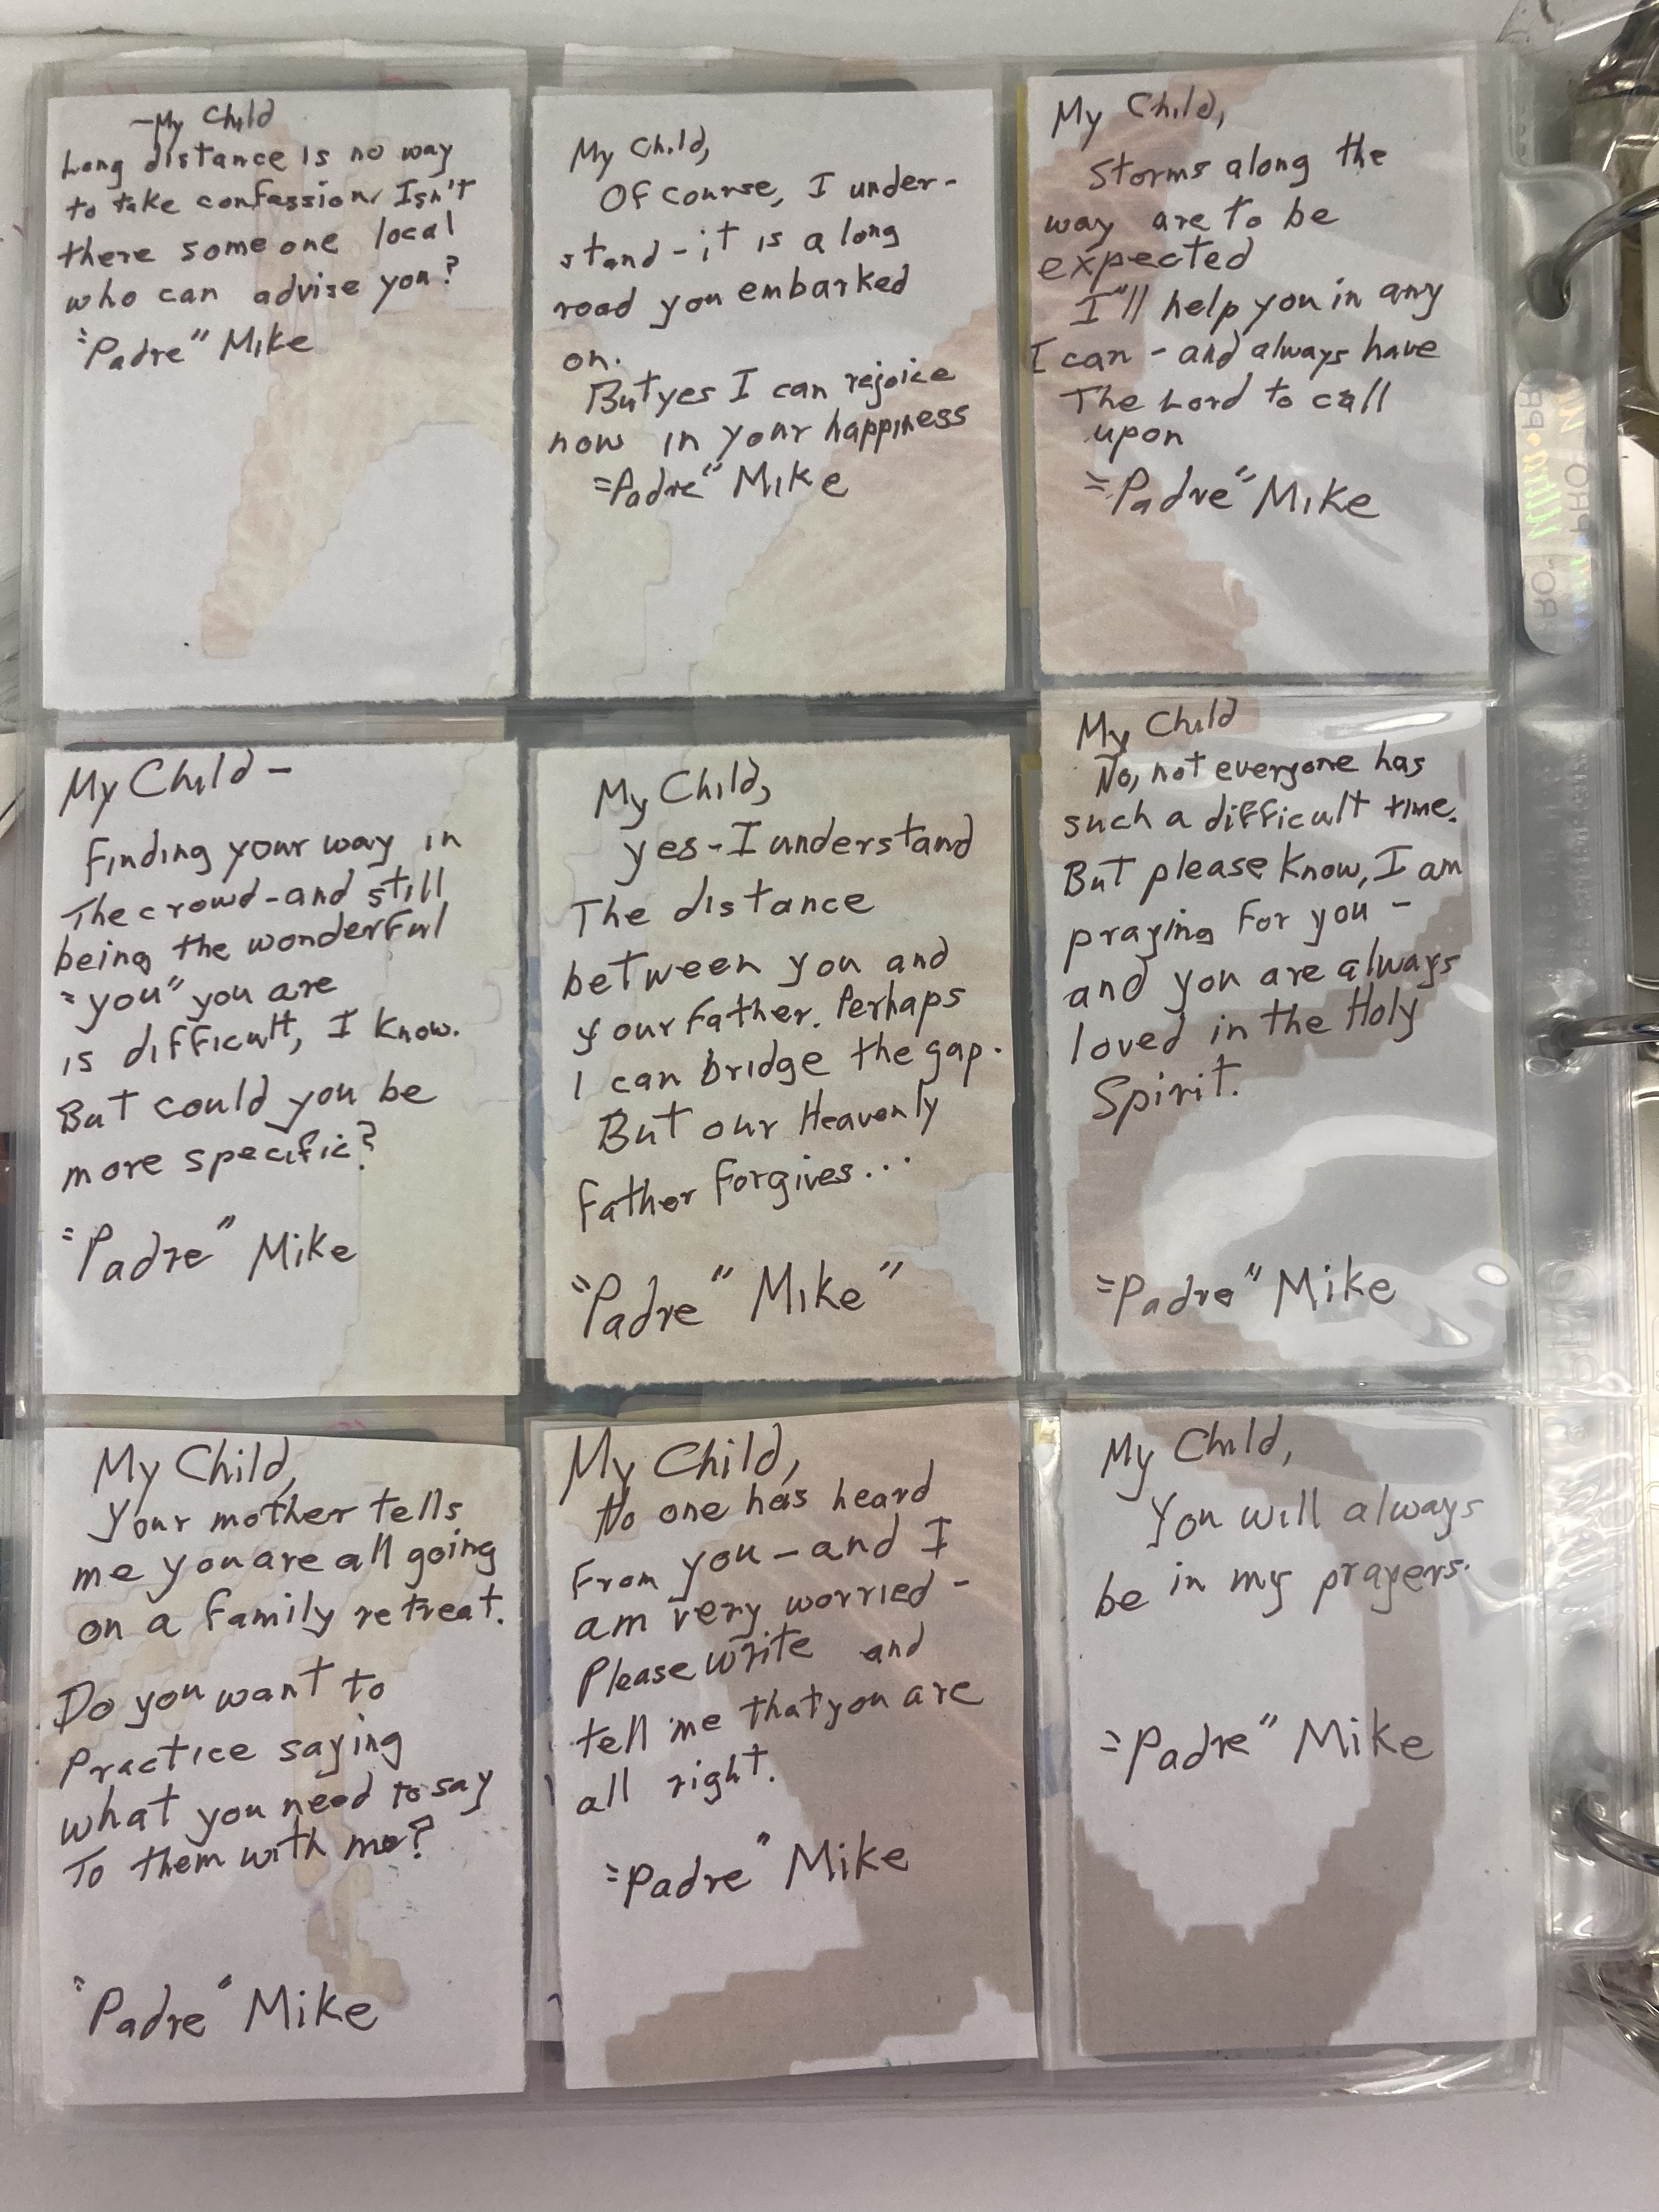 -My Child
Long distance is no way
to take confession. Isn't
there someone local
who can advise you?
"Padre" Mike
My Child,
Of course, I under-
stand - it is a long
road you embarked
on.
But yes I can rejoice
now in your happiness
"Padre" Mike
My Child,
Storms along the
way are to be
expected
I'll help you in any
I can - and always have
The Lord to call
upon
"Padre" Mike
My Child -
Finding your way in
The crowd - and still
being the wonderful
"you" you are
is difficult, I know.
But could you be
more specific?
"Padre" Mike
My Child,
yes - I understand
The distance
between you and
your Father. Perhaps
I can bridge the gap.
But our Heavenly
Father Forgives...
"Padre" Mike"
My Child
No, not everyone has
such a difficult time.
But please know, I am
praying for you -
and you are always
loved in the Holy
Spirit.
"Padre" Mike
My Child,
Your mother tells
me you are all going
on a family retreat.
Do you want to
Practice saying
what you need to say
To them with me?
"Padre" Mike
My Child,
No one has heard
From you - and I
am very worried -
Please write and
tell me that you are
all right.
"Padre" Mike
My Child,
You will always
be in my prayers.
"Padre" Mike